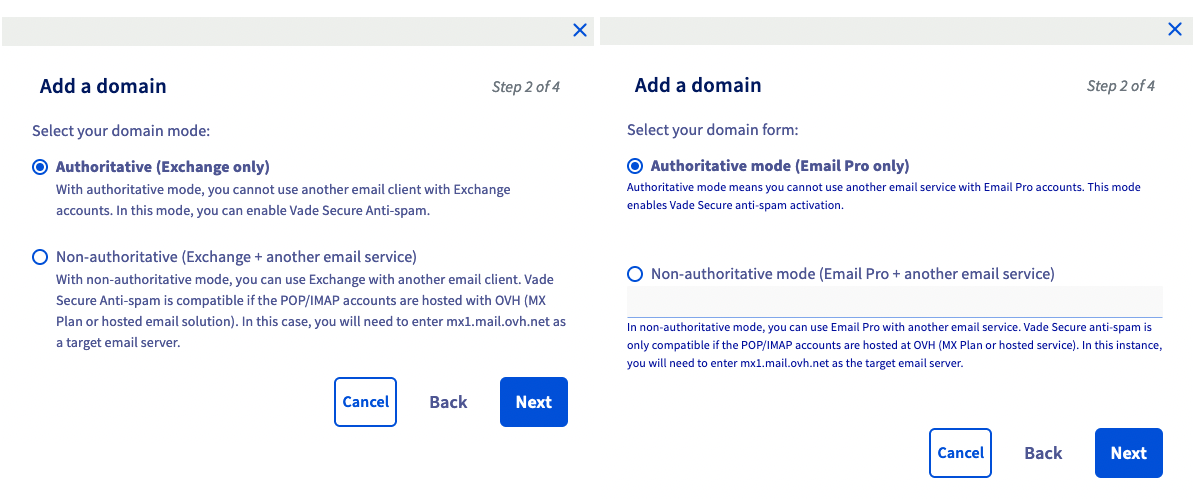 Add a domain
Step 2 of 4
Select your domain mode:
Authoritative (Exchange only)
With authoritative mode, you cannot use another email client with Exchange
accounts. In this mode, you can enable Vade Secure Anti-spam.
Non-authoritative (Exchange + another email service)
With non-authoritative mode, you can use Exchange with another email client. Vade
Secure Anti-spam is compatible if the POP/IMAP accounts are hosted with OVH (MX
Plan or hosted email solution). In this case, you will need to enter mx1.mail.ovh.net as
a target email server.
Cancel
Back
Next
Add a domain
Step 2 of 4
Select your domain form:
Authoritative mode (Email Pro only)
Authoritative mode means you cannot use another email service with Email Pro accounts. This mode
enables Vade Secure anti-spam activation.
Non-authoritative mode (Email Pro + another email service)
In non-authoritative mode, you can use Email Pro with another email service. Vade Secure anti-spam is
only compatible if the POP/IMAP accounts are hosted at OVH (MX Plan or hosted service). In this instance,
you will need to enter mx1.mail.ovh.net as the target email server.
Cancel
Back
Next